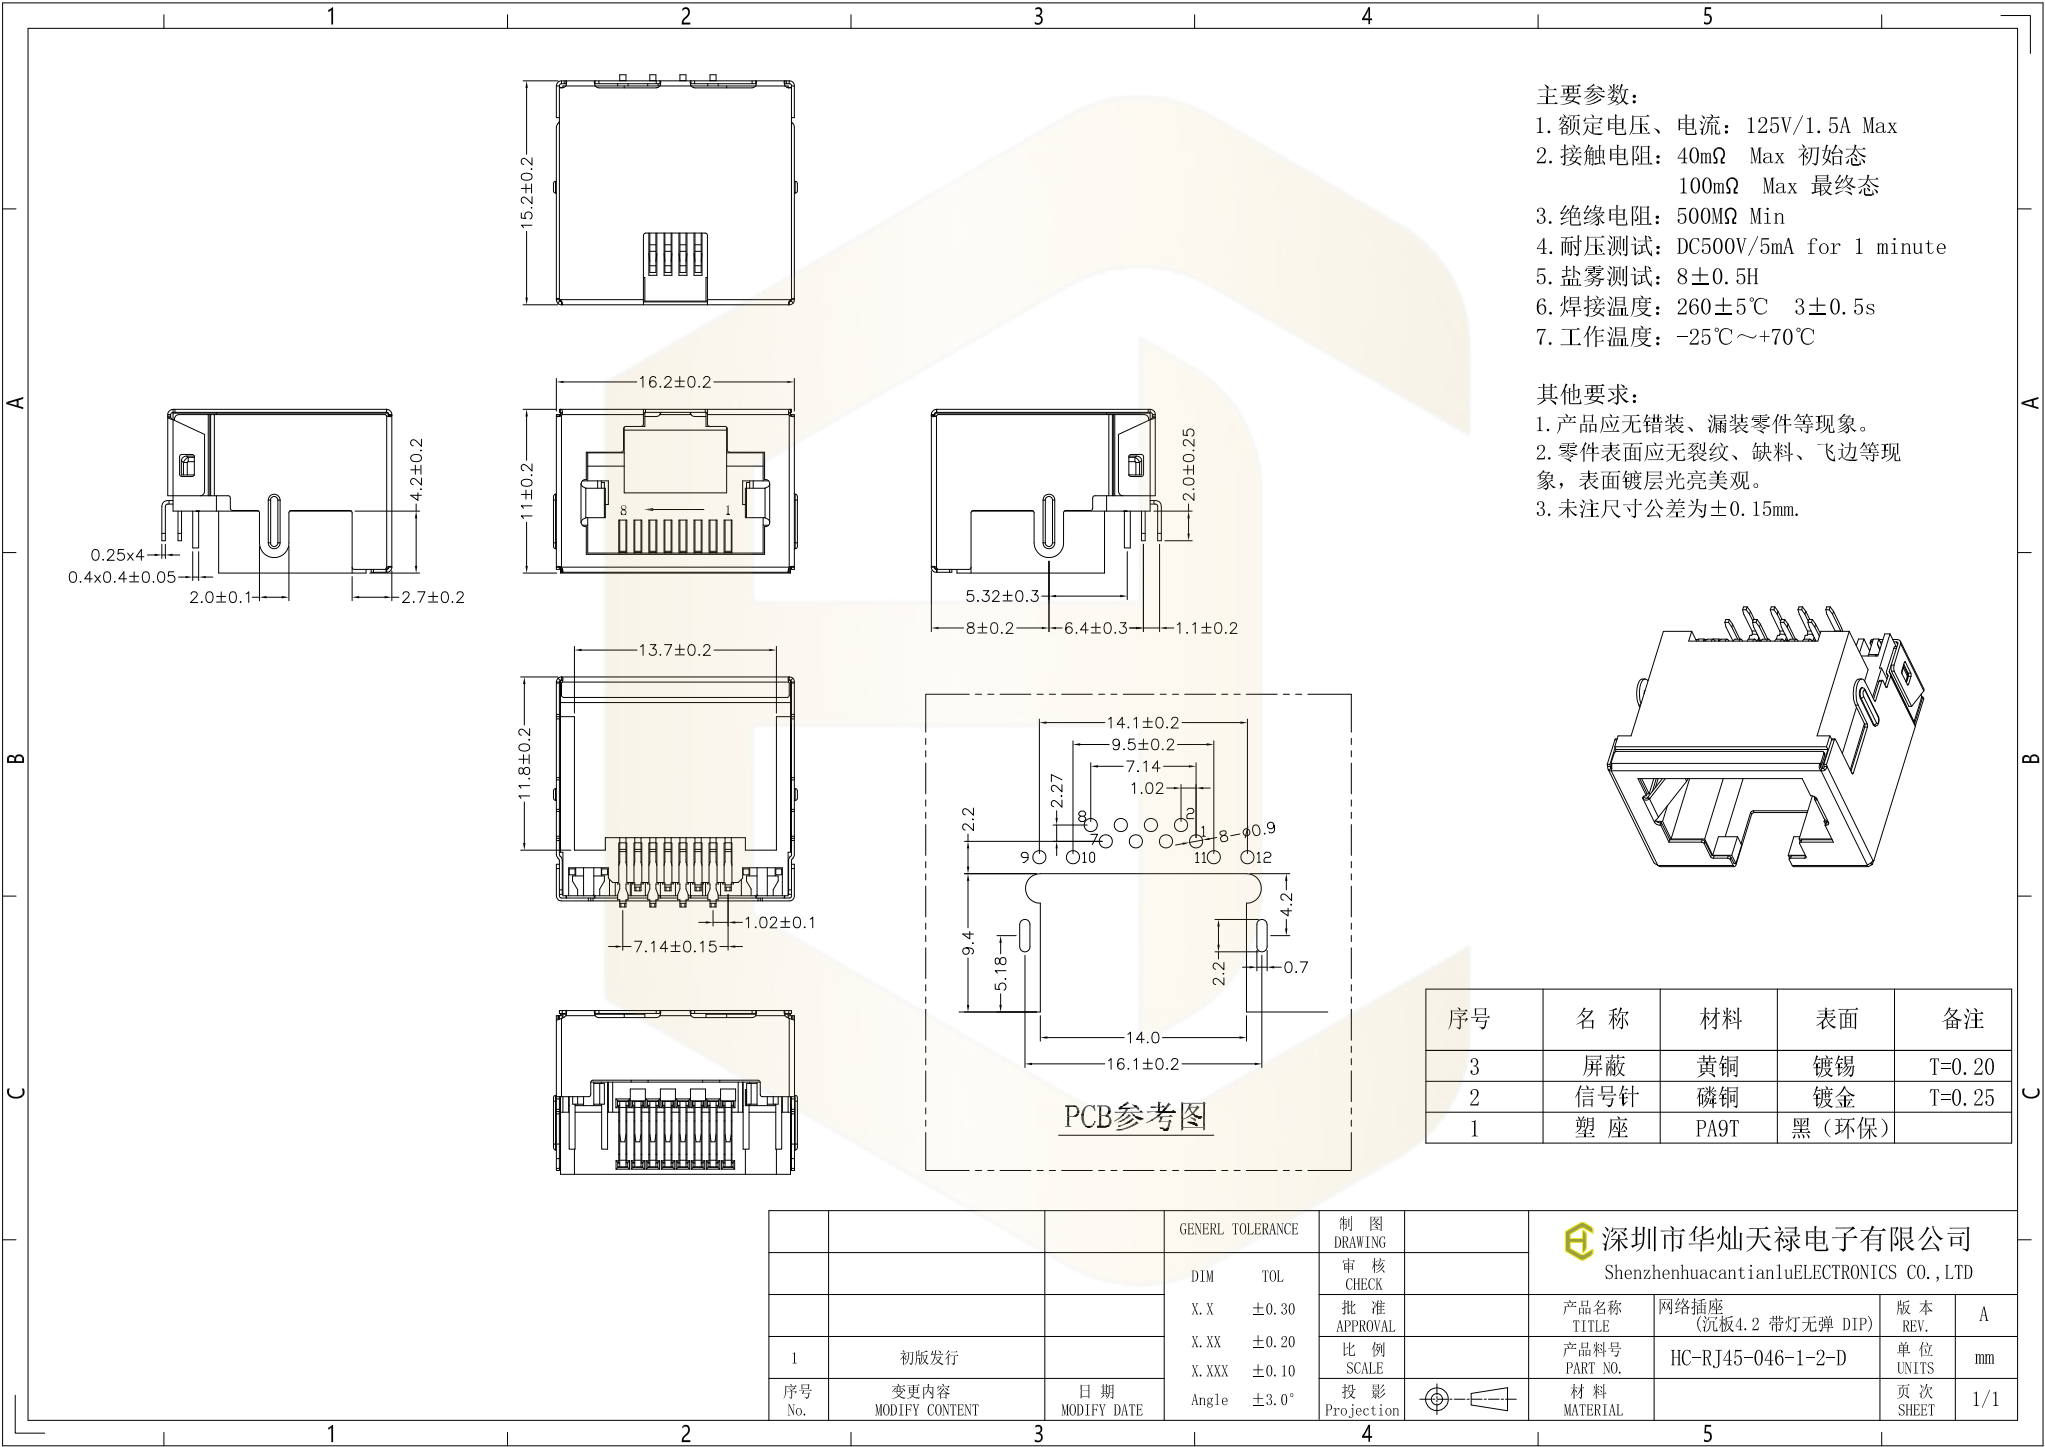 1 2 3 4 5
A
B
C
A
B
C
1 2 3 4 5
15.2±0.2
16.2±0.2
11±0.2
8 1
4.2±0.2
0.25x4
0.4x0.4±0.05
2.0±0.1
2.7±0.2
2.0±0.25
5.32±0.3
8±0.2
6.4±0.3
1.1±0.2
13.7±0.2
11.8±0.2
1.02±0.1
7.14±0.15
14.1±0.2
9.5±0.2
7.14
1.02
2.27
2.2
8 2
7 1
8-φ0.9
9 10 11 12
4.2
9.4
5.18
2.2
0.7
14.0
16.1±0.2
PCB参考图
主要参数：
1.额定电压、电流：125V/1.5A Max
2.接触电阻：40mΩ Max 初始态
100mΩ Max 最终态
3.绝缘电阻：500MΩ Min
4.耐压测试：DC500V/5mA for 1 minute
5.盐雾测试：8±0.5H
6.焊接温度：260±5℃ 3±0.5s
7.工作温度：-25℃～+70℃
其他要求：
1.产品应无错装、漏装零件等现象。
2.零件表面应无裂纹、缺料、飞边等现
象，表面镀层光亮美观。
3.未注尺寸公差为±0.15mm.
序号 名 称 材料 表面 备注
3 屏蔽 黄铜 镀锡 T=0.20
2 信号针 磷铜 镀金 T=0.25
1 塑 座 PA9T 黑（环保）
1 初版发行
序号 变更内容 日 期
No. MODIFY CONTENT MODIFY DATE
GENERL TOLERANCE
DIM TOL
X.X ±0.30
X.XX ±0.20
X.XXX ±0.10
Angle ±3.0°
制 图
DRAWING
审 核
CHECK
批 准
APPROVAL
比 例
SCALE
投 影
Projection
深圳市华灿天禄电子有限公司
ShenzhenhuacantianluELECTRONICS CO.,LTD
产品名称
TITLE
网络插座
(沉板4.2 带灯无弹 DIP)
版 本
REV.
A
产品料号
PART NO.
HC-RJ45-046-1-2-D
单 位
UNITS
mm
材 料
MATERIAL
页 次
SHEET
1/1